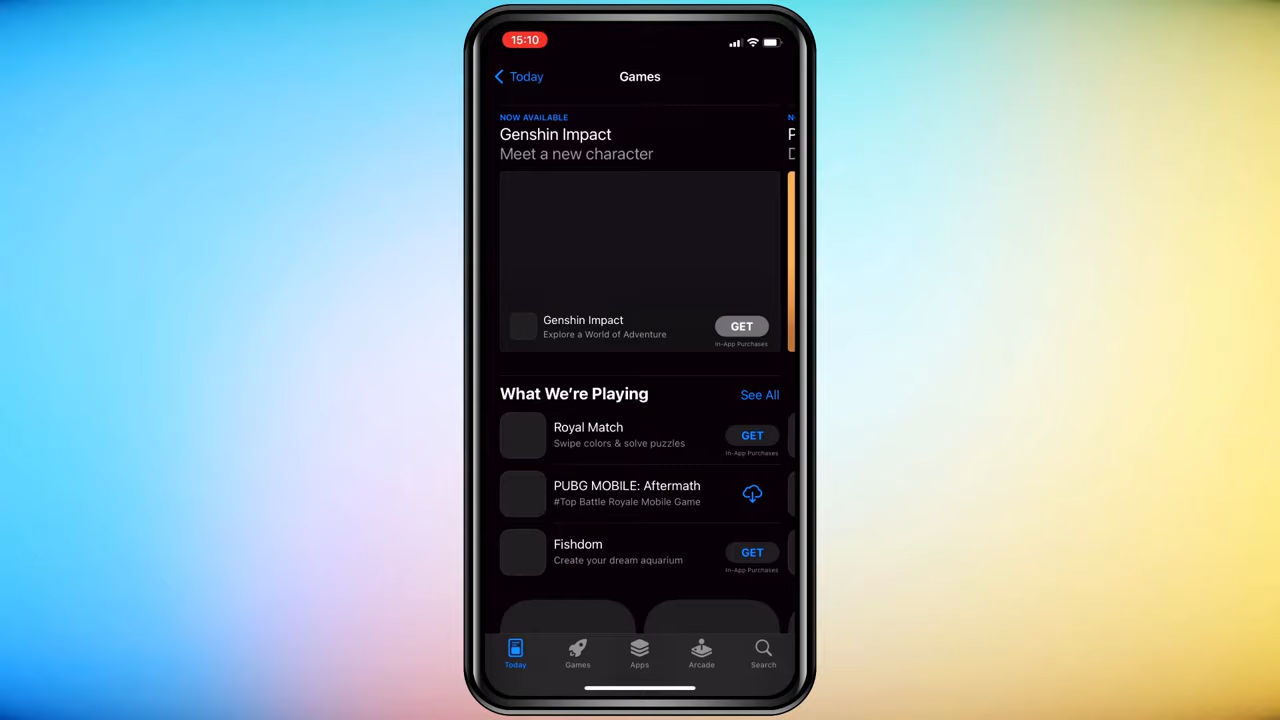 15:10
Today
Games
NOW AVAILABLE
N
Genshin Impact
P
Meet a new character
D
Genshin Impact
Explore a World of Adventure
GET
In-App Purchases
What We’re Playing
See All
Royal Match
Swipe colors & solve puzzles
GET
In-App Purchases
PUBG MOBILE: Aftermath
#Top Battle Royale Mobile Game
Fishdom
Create your dream aquarium
GET
In-App Purchases
Today
Games
Apps
Arcade
Search